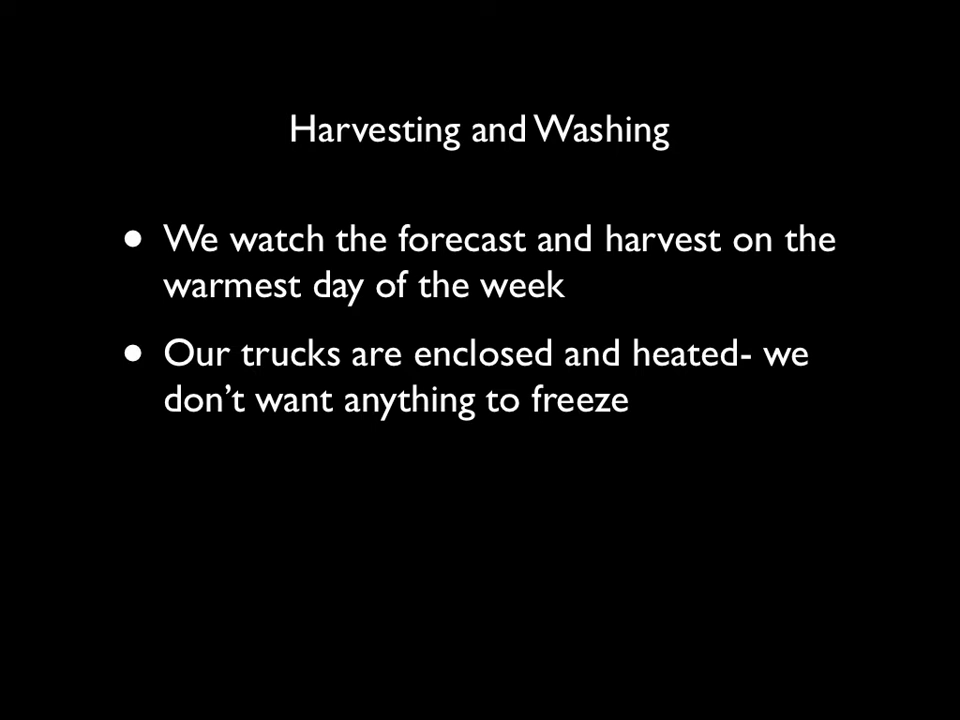 Harvesting and Washing
• We watch the forecast and harvest on the
warmest day of the week
• Our trucks are enclosed and heated- we
don’t want anything to freeze